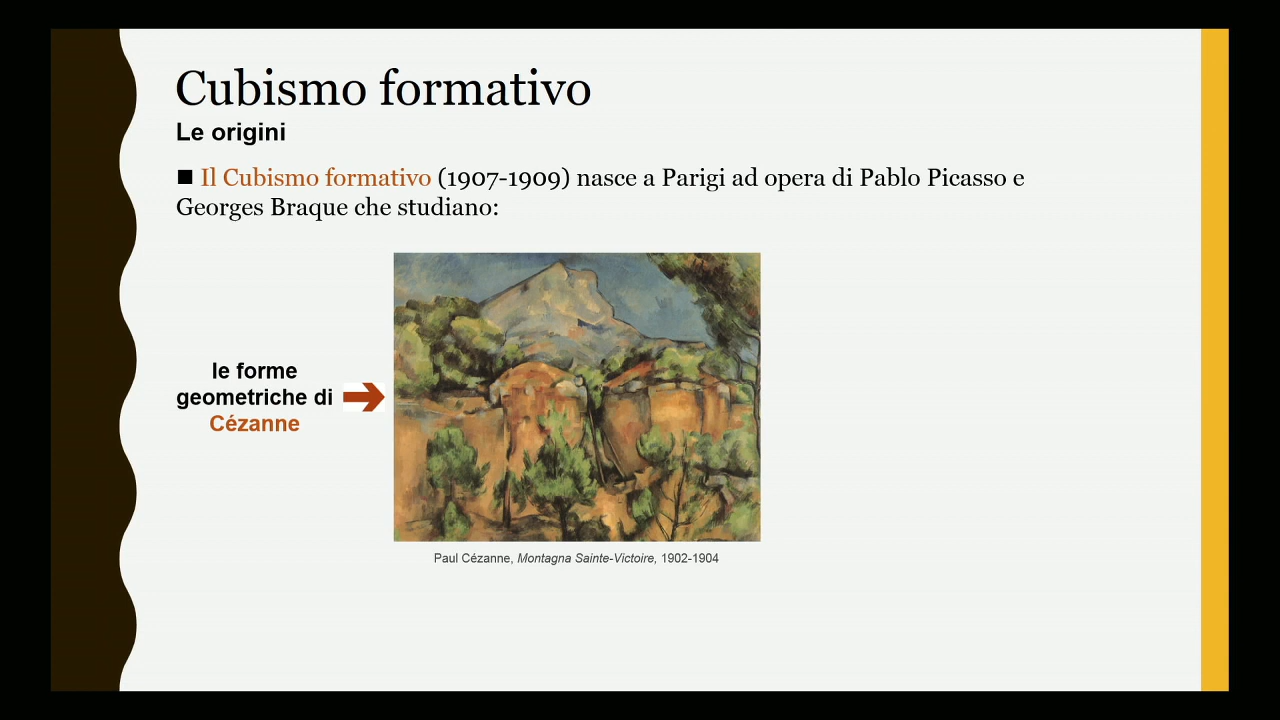 Cubismo formativo
Le origini
■ Il Cubismo formativo (1907-1909) nasce a Parigi ad opera di Pablo Picasso e
Georges Braque che studiano:
le forme
geometriche di
Cézanne
Paul Cézanne, Montagna Sainte-Victoire, 1902-1904